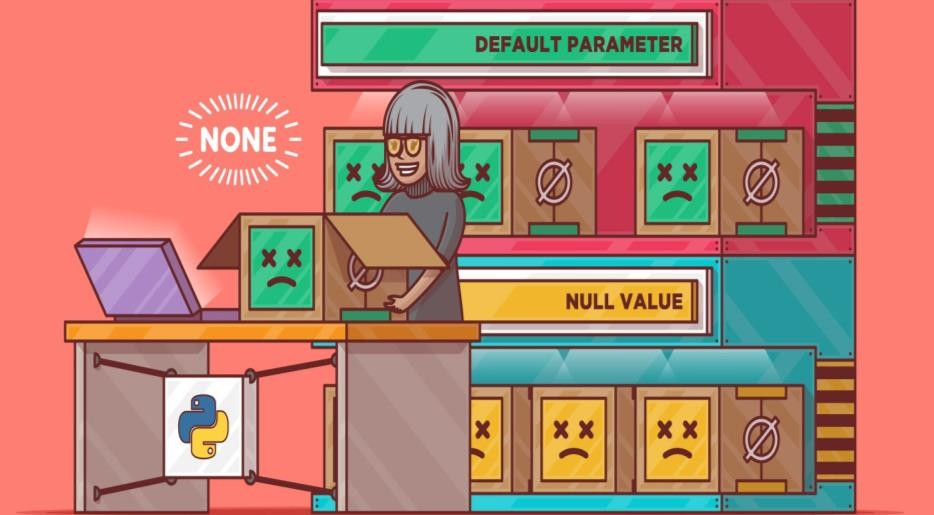 DEFAULT PARAMETER
NONE
NULL VALUE